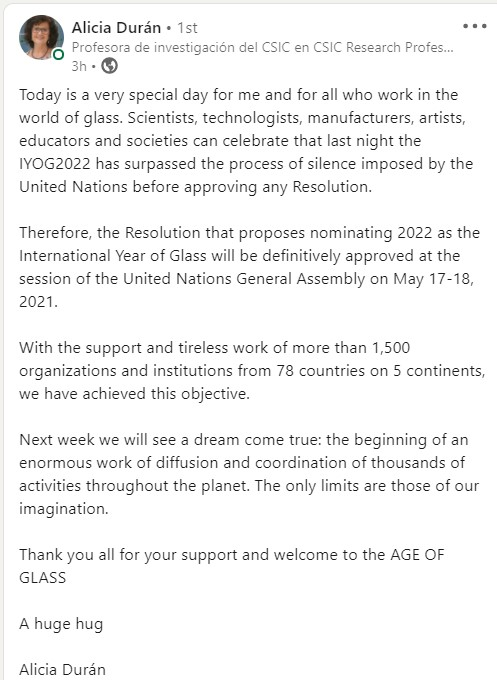 Alicia Durán • 1st
Profesora de investigación del CSIC en CSIC Research Profes...
3h •
Today is a very special day for me and for all who work in the
world of glass. Scientists, technologists, manufacturers, artists,
educators and societies can celebrate that last night the
IYOG2022 has surpassed the process of silence imposed by the
United Nations before approving any Resolution.
Therefore, the Resolution that proposes nominating 2022 as the
International Year of Glass will be definitively approved at the
session of the United Nations General Assembly on May 17-18,
2021.
With the support and tireless work of more than 1,500
organizations and institutions from 78 countries on 5 continents,
we have achieved this objective.
Next week we will see a dream come true: the beginning of an
enormous work of diffusion and coordination of thousands of
activities throughout the planet. The only limits are those of our
imagination.
Thank you all for your support and welcome to the AGE OF
GLASS
A huge hug
Alicia Durán